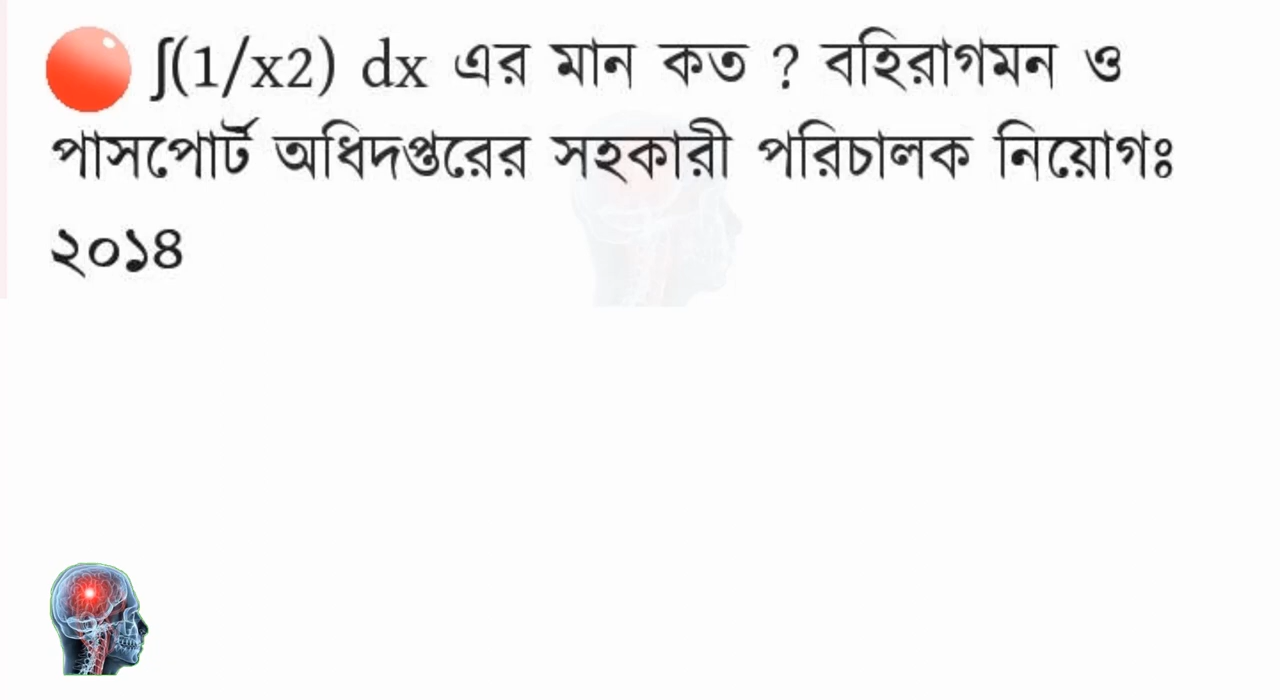 ∫(1/x2) dx এর মান কত ? বহিরাগমন ও
পাসপোর্ট অধিদপ্তরের সহকারী পরিচালক নিয়োগঃ
২০১৪